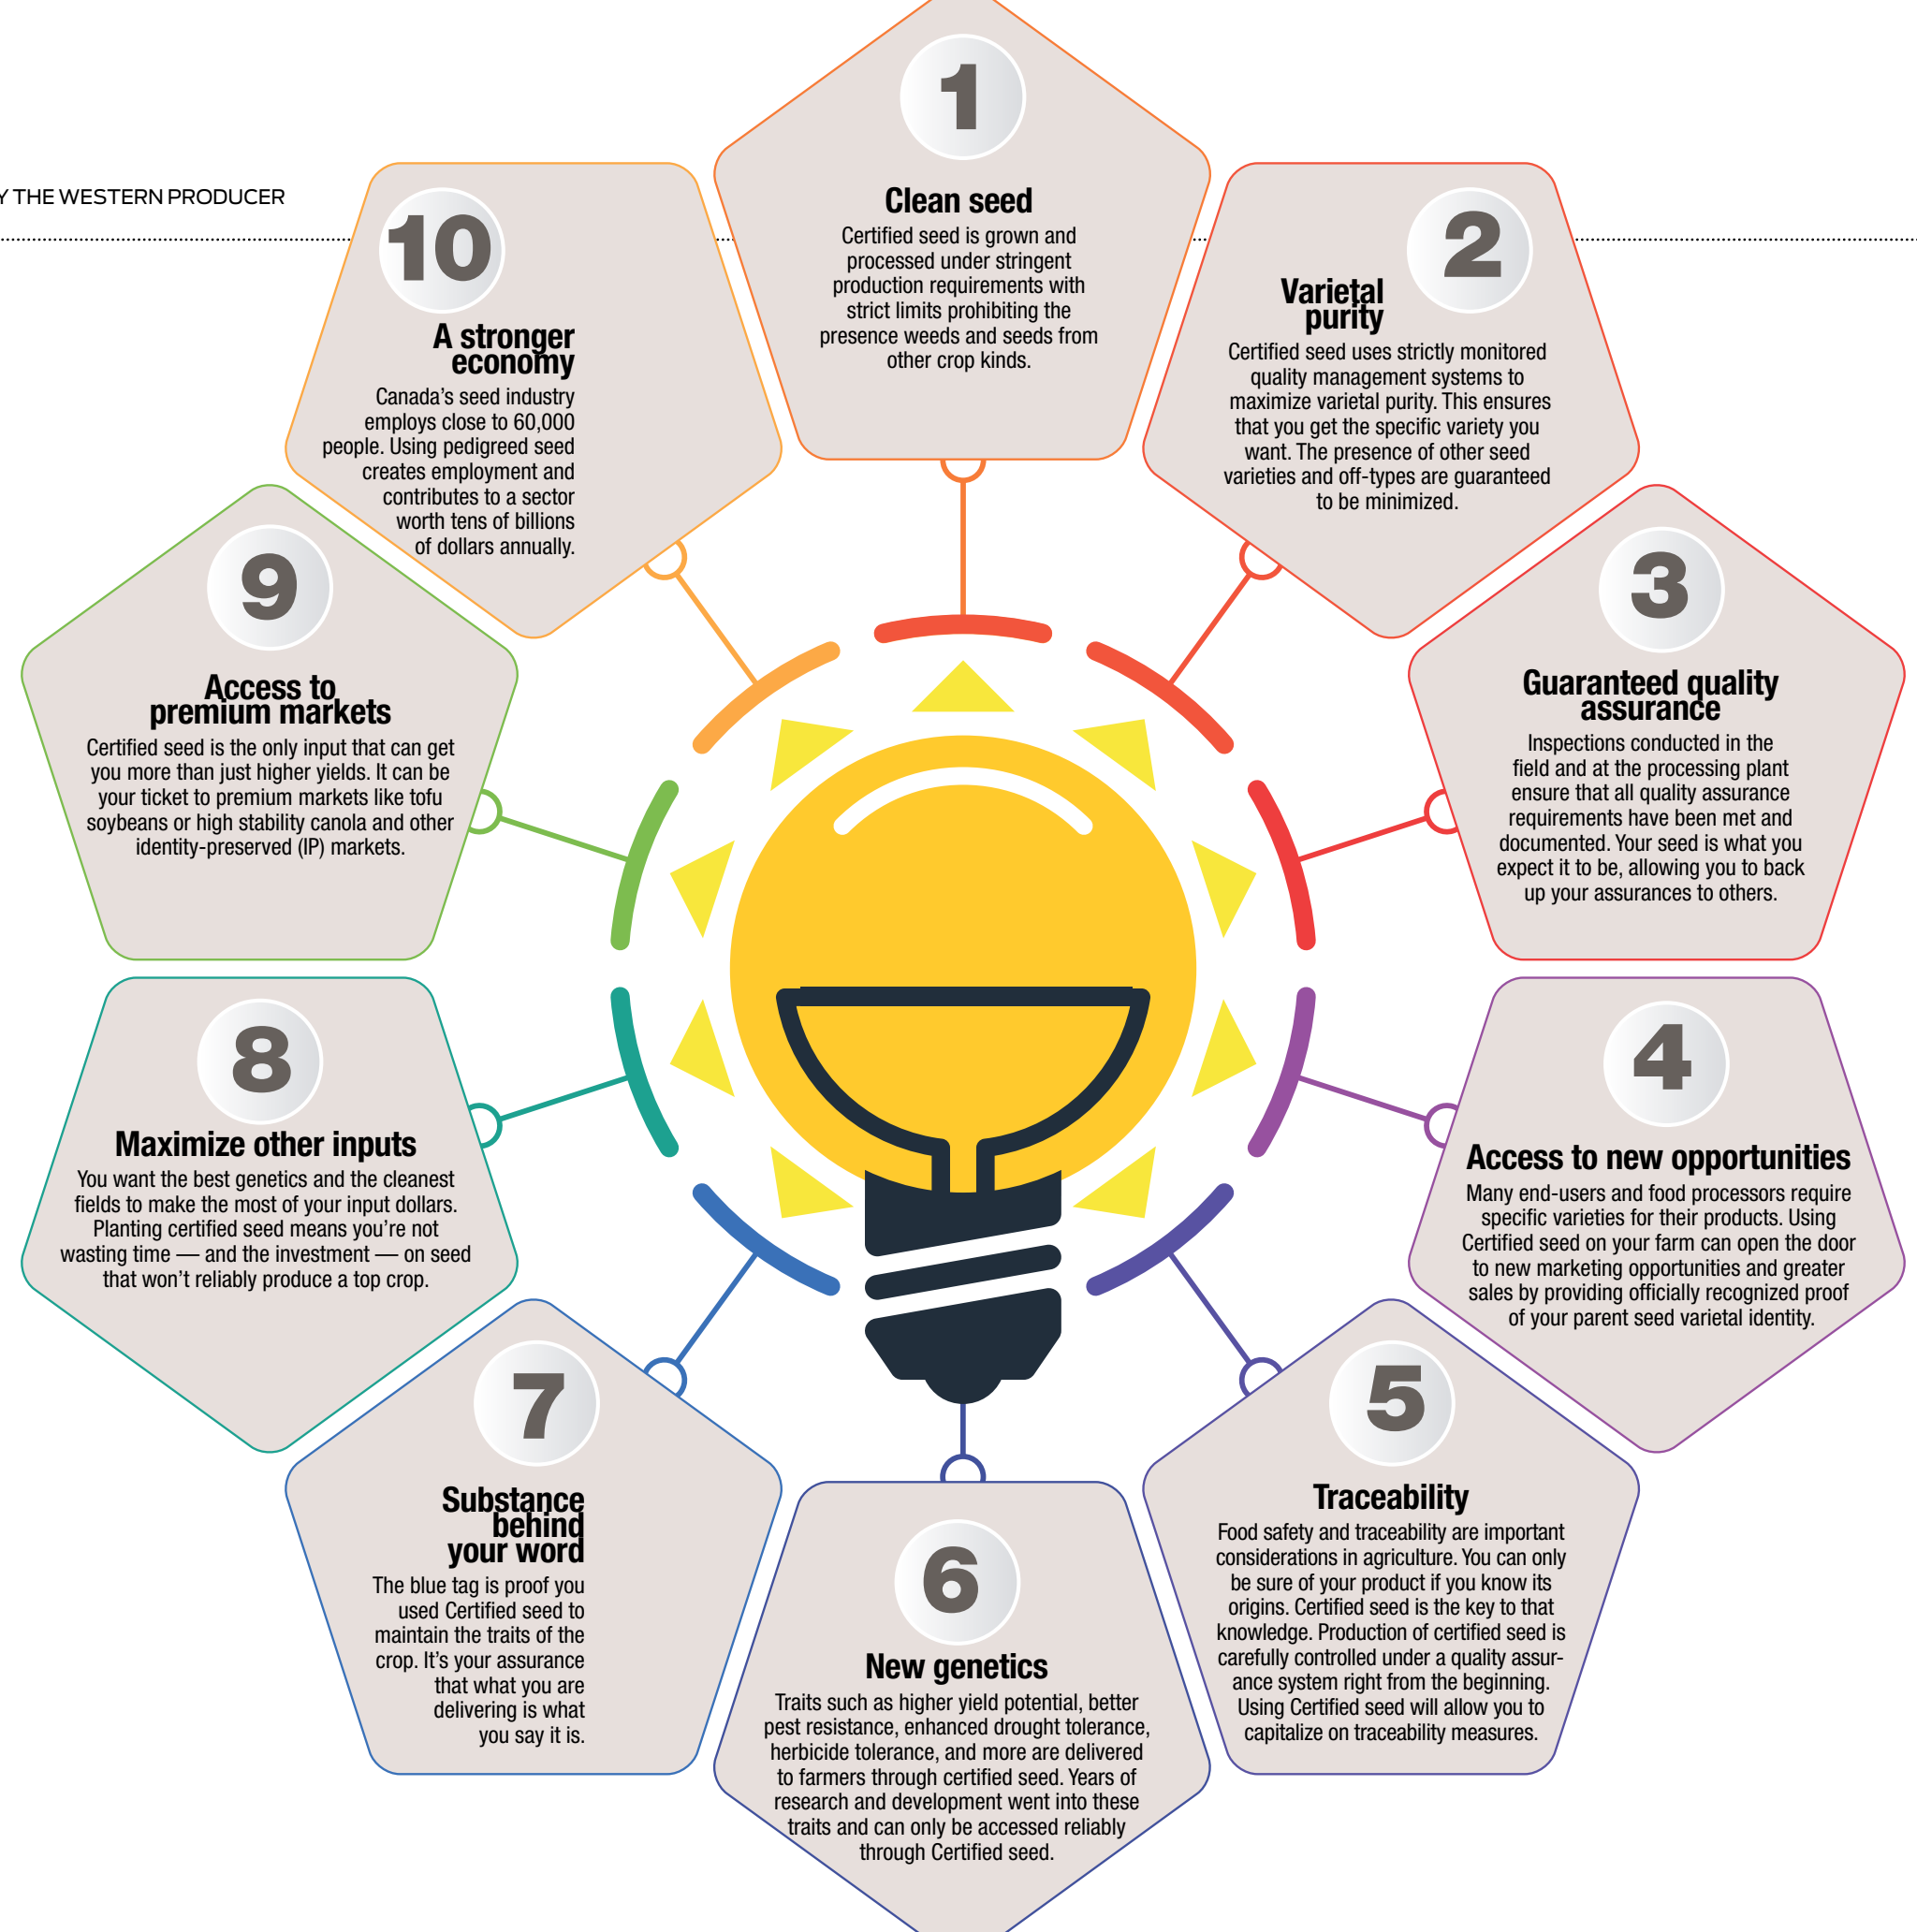 Y THE WESTERN PRODUCER
1
Clean seed
Certified seed is grown and
processed under stringent
production requirements with
strict limits prohibiting the
presence weeds and seeds from
other crop kinds.
2
Varietal
purity
Certified seed uses strictly monitored
quality management systems to
maximize varietal purity. This ensures
that you get the specific variety you
want. The presence of other seed
varieties and off-types are guaranteed
to be minimized.
3
Guaranteed quality
assurance
Inspections conducted in the
field and at the processing plant
ensure that all quality assurance
requirements have been met and
documented. Your seed is what you
expect it to be, allowing you to back
up your assurances to others.
4
Access to new opportunities
Many end-users and food processors require
specific varieties for their products. Using
Certified seed on your farm can open the door
to new marketing opportunities and greater
sales by providing officially recognized proof
of your parent seed varietal identity.
5
Traceability
Food safety and traceability are important
considerations in agriculture. You can only
be sure of your product if you know its
origins. Certified seed is the key to that
knowledge. Production of certified seed is
carefully controlled under a quality assur-
ance system right from the beginning.
Using Certified seed will allow you to
capitalize on traceability measures.
6
New genetics
Traits such as higher yield potential, better
pest resistance, enhanced drought tolerance,
herbicide tolerance, and more are delivered
to farmers through certified seed. Years of
research and development went into these
traits and can only be accessed reliably
through Certified seed.
7
Substance
behind
your word
The blue tag is proof you
used Certified seed to
maintain the traits of the
crop. It’s your assurance
that what you are
delivering is what
you say it is.
8
Maximize other inputs
You want the best genetics and the cleanest
fields to make the most of your input dollars.
Planting certified seed means you’re not
wasting time — and the investment — on seed
that won’t reliably produce a top crop.
9
Access to
premium markets
Certified seed is the only input that can get
you more than just higher yields. It can be
your ticket to premium markets like tofu
soybeans or high stability canola and other
identity-preserved (IP) markets.
10
A stronger
economy
Canada’s seed industry
employs close to 60,000
people. Using pedigreed seed
creates employment and
contributes to a sector
worth tens of billions
of dollars annually.